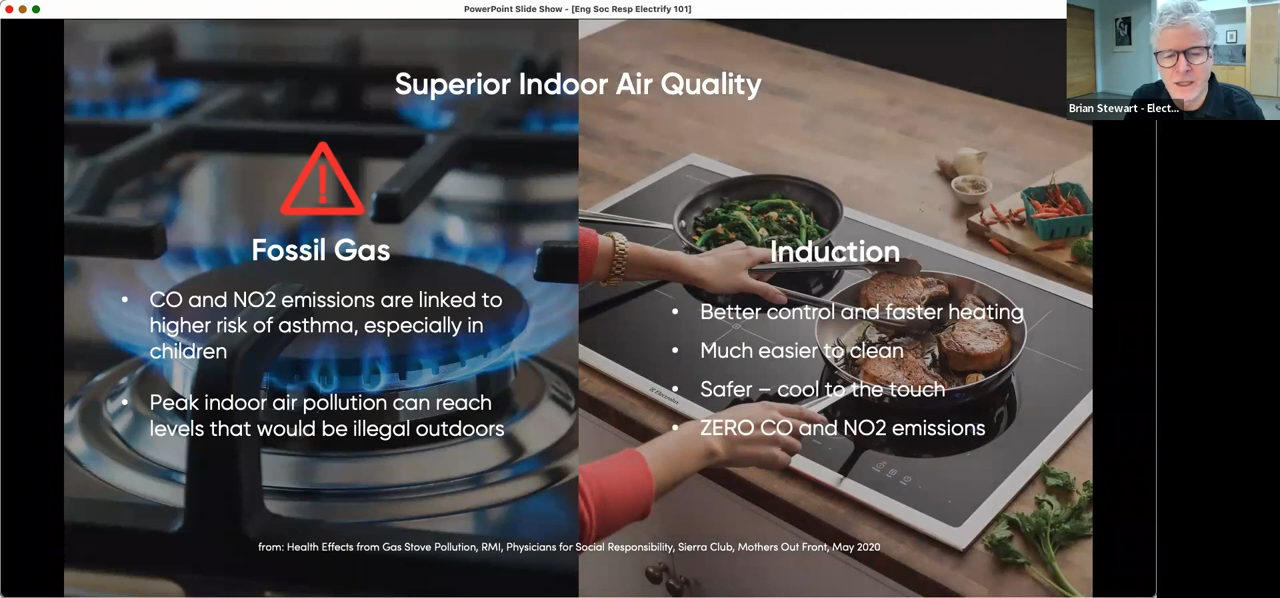 PowerPoint Slide Show - [Eng Soc Resp Electrify 101]
Brian Stewart - Elect...
Superior Indoor Air Quality
Fossil Gas
• CO and NO2 emissions are linked to
higher risk of asthma, especially in
children
• Peak indoor air pollution can reach
levels that would be illegal outdoors
Induction
• Better control and faster heating
• Much easier to clean
• Safer – cool to the touch
• ZERO CO and NO2 emissions
Electrolux
from: Health Effects from Gas Stove Pollution, RMI, Physicians for Social Responsibility, Sierra Club, Mothers Out Front, May 2020